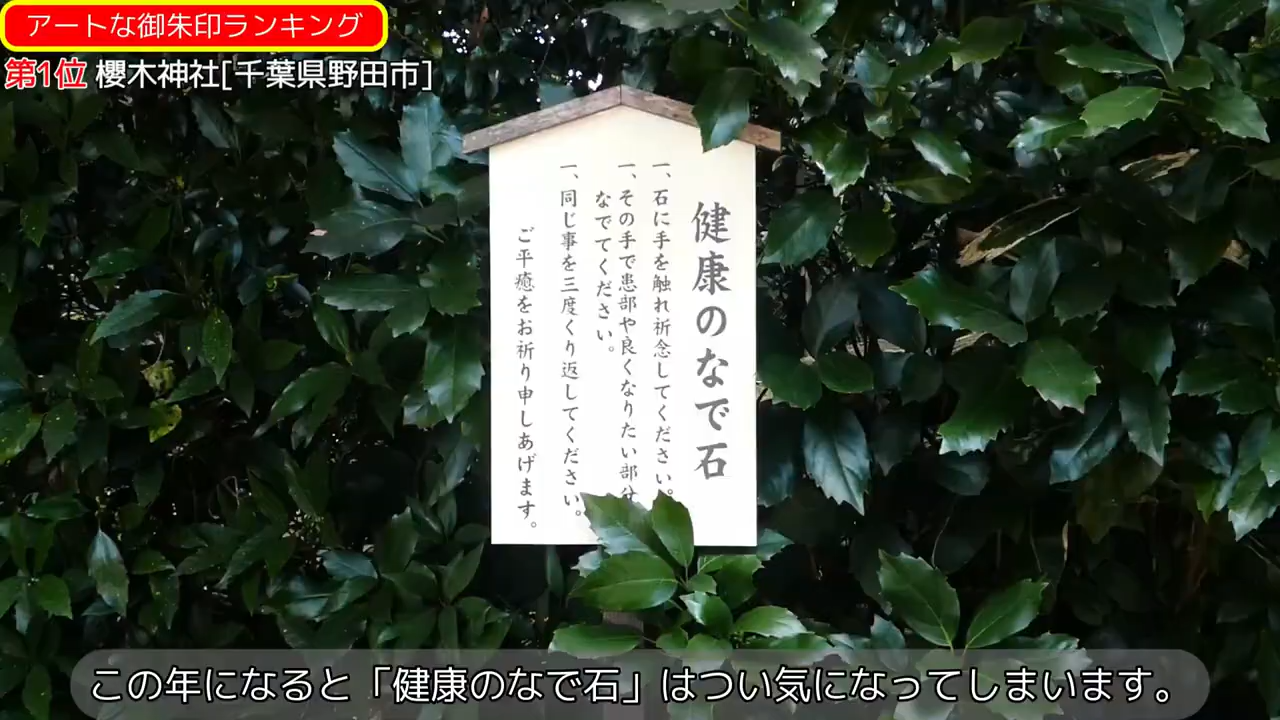 アートな御朱印ランキング
第1位 櫻木神社[千葉県野田市]
健康のなで石
一、石に手を触れ祈念してください。
一、その手で患部や良くなりたい部分
なでてください。
一、同じ事を三度くり返してください。
ご平癒をお祈り申しあげます。
この年になると「健康のなで石」はつい気になってしまいます。